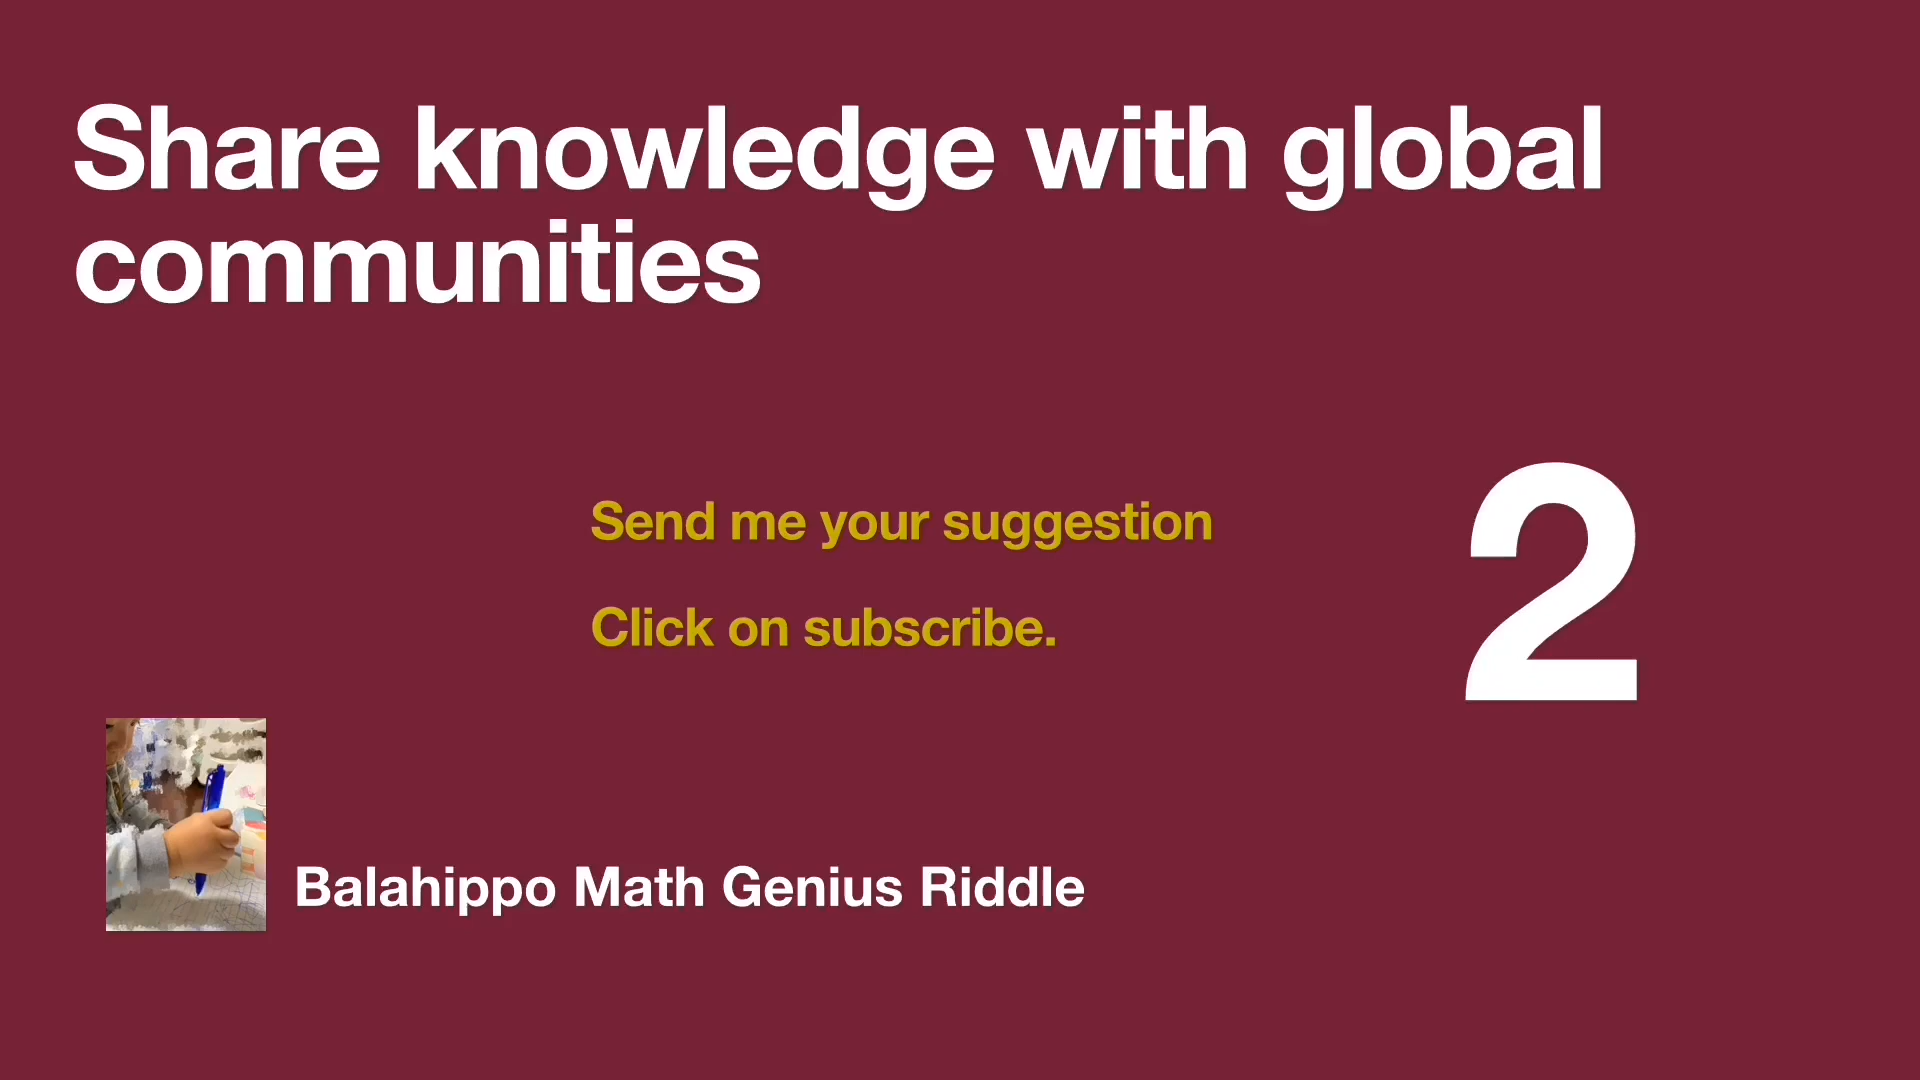 Share knowledge with global
communities
Send me your suggestion
Click on subscribe.
2
Balahippo Math Genius Riddle